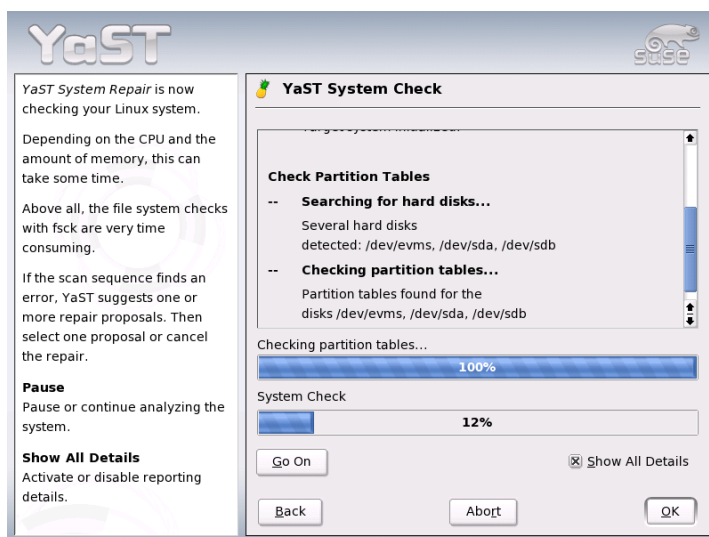 YaST
SUSE
YaST System Repair is now
checking your Linux system.
Depending on the CPU and the
amount of memory, this can
take some time.
Above all, the file system checks
with fsck are very time
consuming.
If the scan sequence finds an
error, YaST suggests one or
more repair proposals. Then
select one proposal or cancel
the repair.
Pause
Pause or continue analyzing the
system.
Show All Details
Activate or disable reporting
details.
YaST System Check
Check Partition Tables
-- Searching for hard disks...
Several hard disks
detected: /dev/evms, /dev/sda, /dev/sdb
-- Checking partition tables...
Partition tables found for the
disks /dev/evms, /dev/sda, /dev/sdb
Checking partition tables...
100%
System Check
12%
Go On
Show All Details
Back
Abort
OK